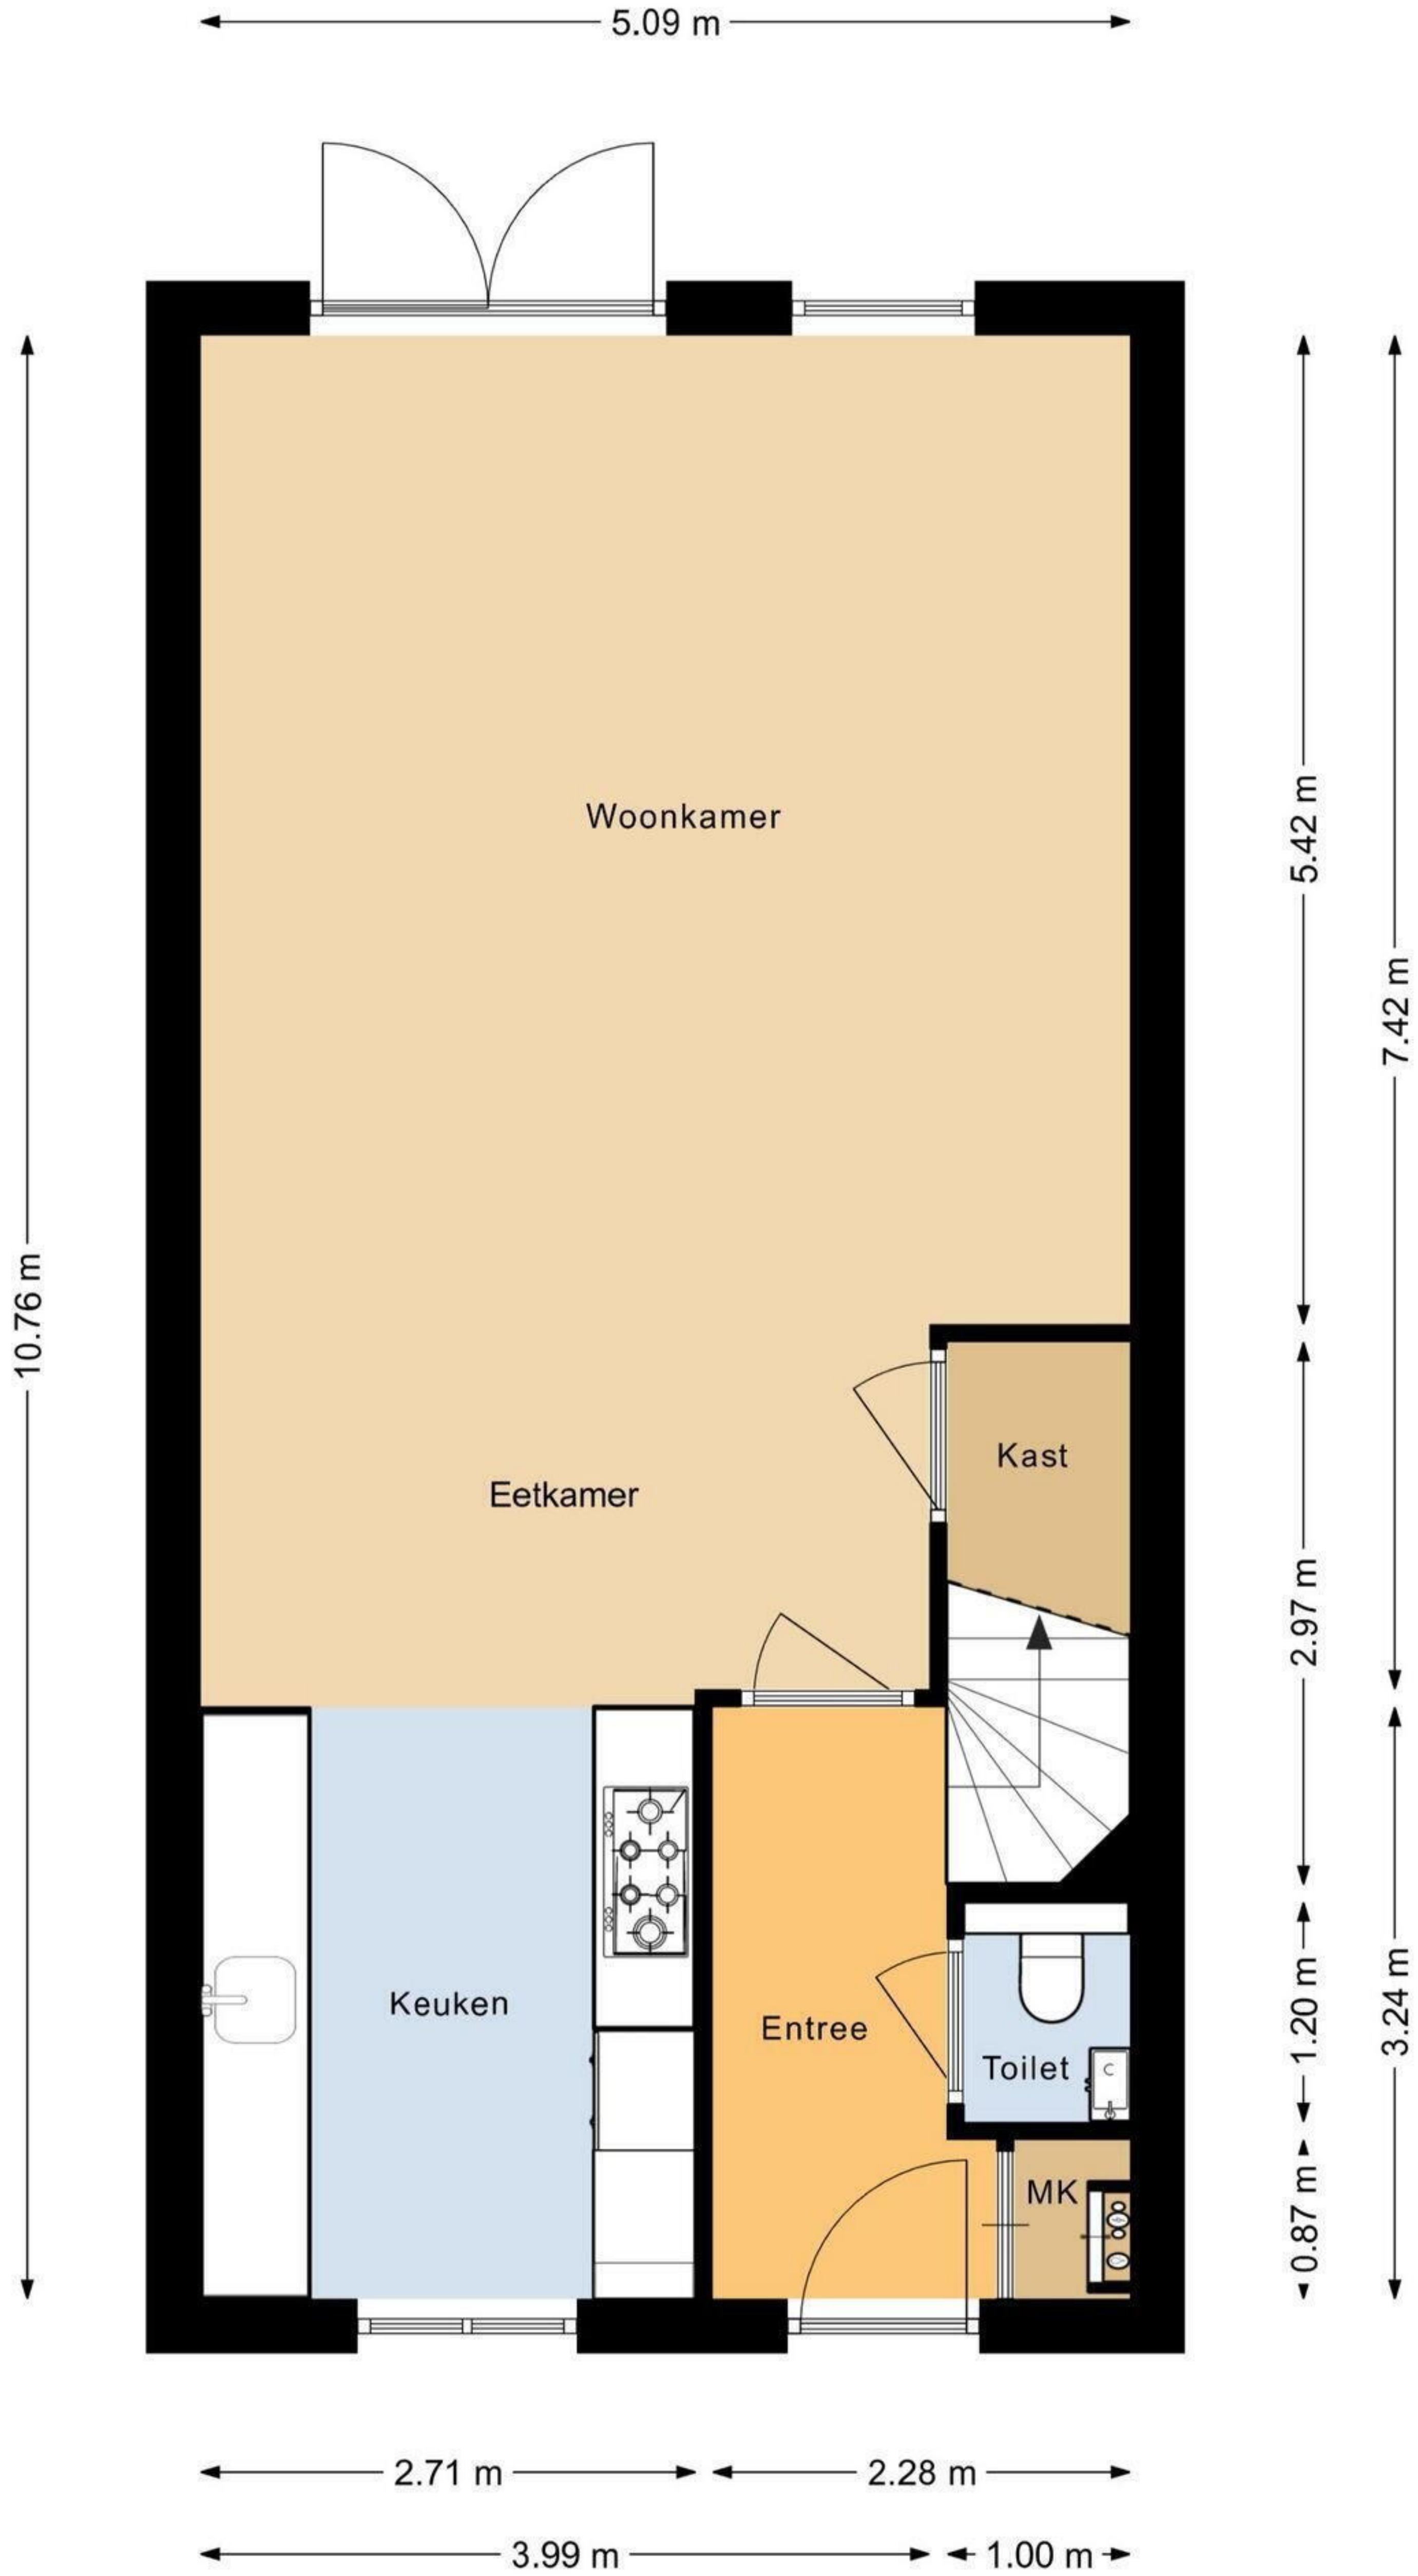 5.09 m
Woonkamer
5.42 m
7.42 m
10.76 m
Kast
Eetkamer
2.97 m
Keuken
Entree
Toilet
1.20 m
3.24 m
MK
0.87 m
2.71 m
2.28 m
3.99 m
1.00 m